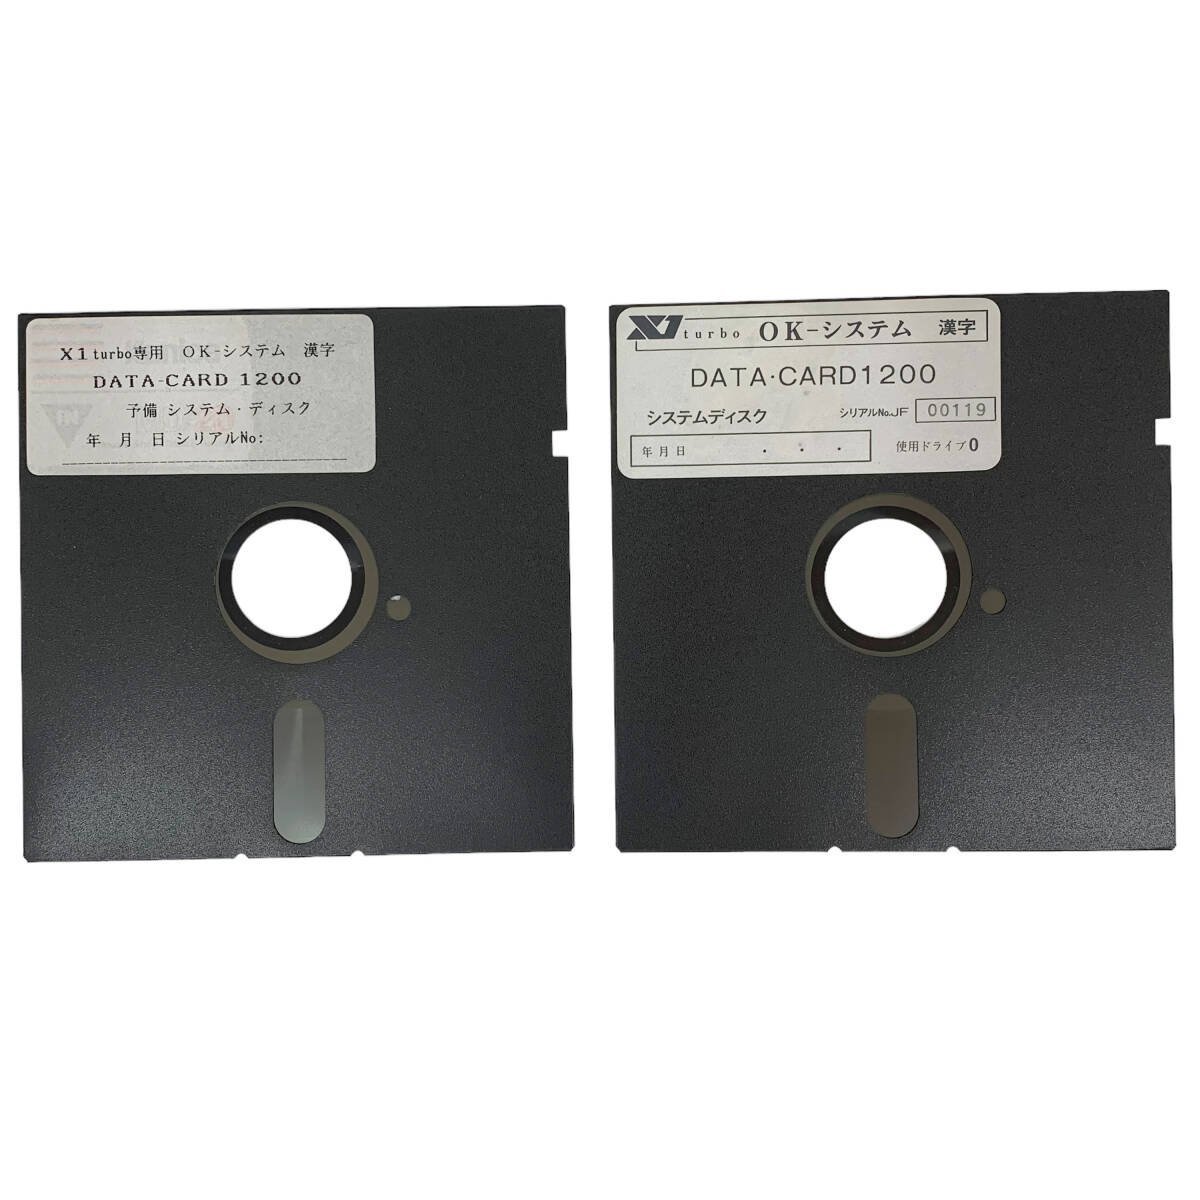 X1turbo専用 OK-システム 漢字
DATA-CARD 1200
予備 システム・ディスク
年 月 日 シリアルNo:
X1 turbo OK-システム 漢字
DATA・CARD1200
システムディスク シリアルNo.JF 00119
年月日 ・ ・ ・ 使用ドライブ0